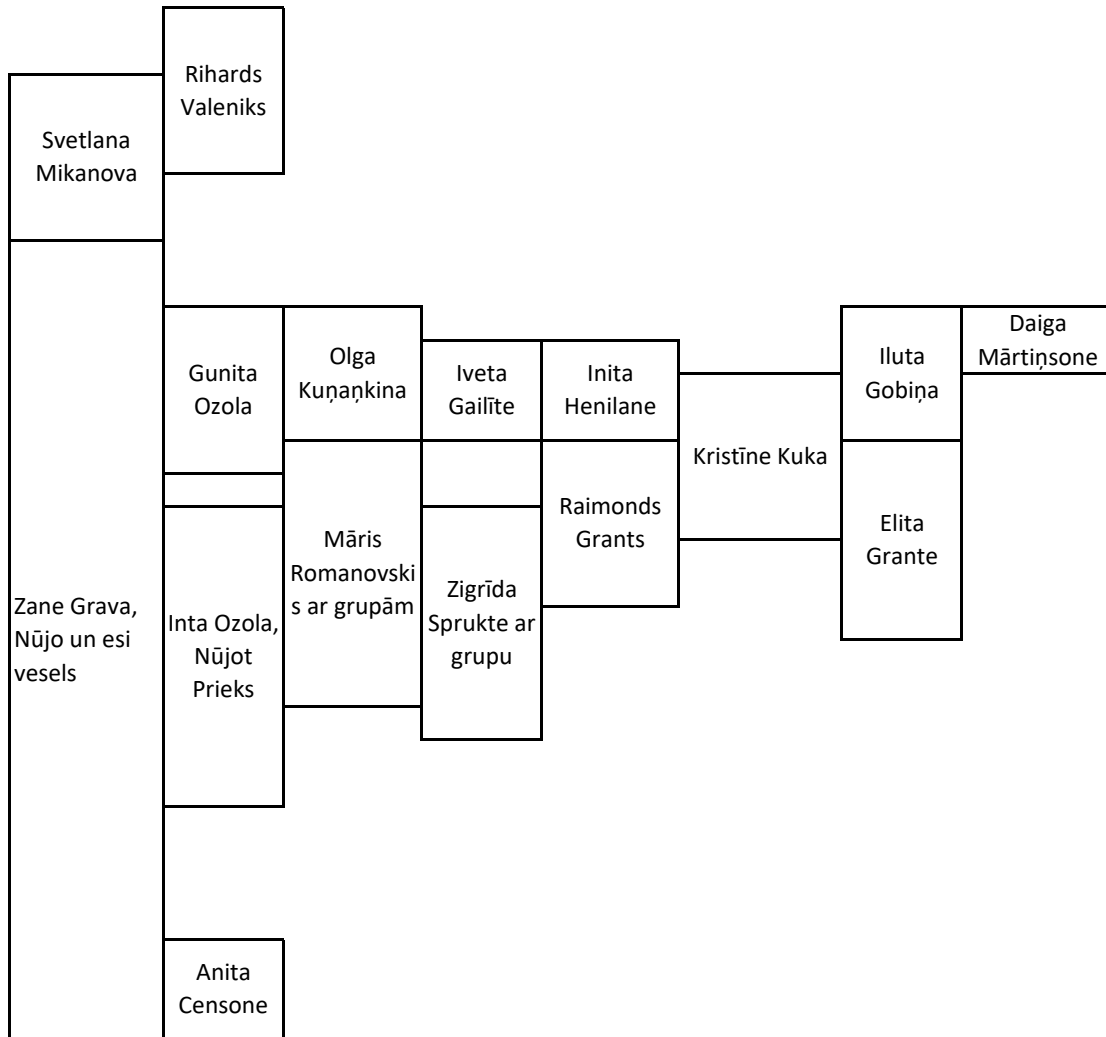 Rihards
Valeniks
Svetlana
Mikanova
Gunita
Ozola
Olga
Kuņaņkina
Iveta
Gailīte
Inita
Henilane
Kristīne Kuka
Iluta
Gobiņa
Daiga
Mārtiņsone
Zane Grava,
Nūjo un esi
vesels
Inta Ozola,
Nūjot
Prieks
Māris
Romanovski
s ar grupām
Zigrīda
Sprukte ar
grupu
Raimonds
Grants
Elita
Grante
Anita
Censone